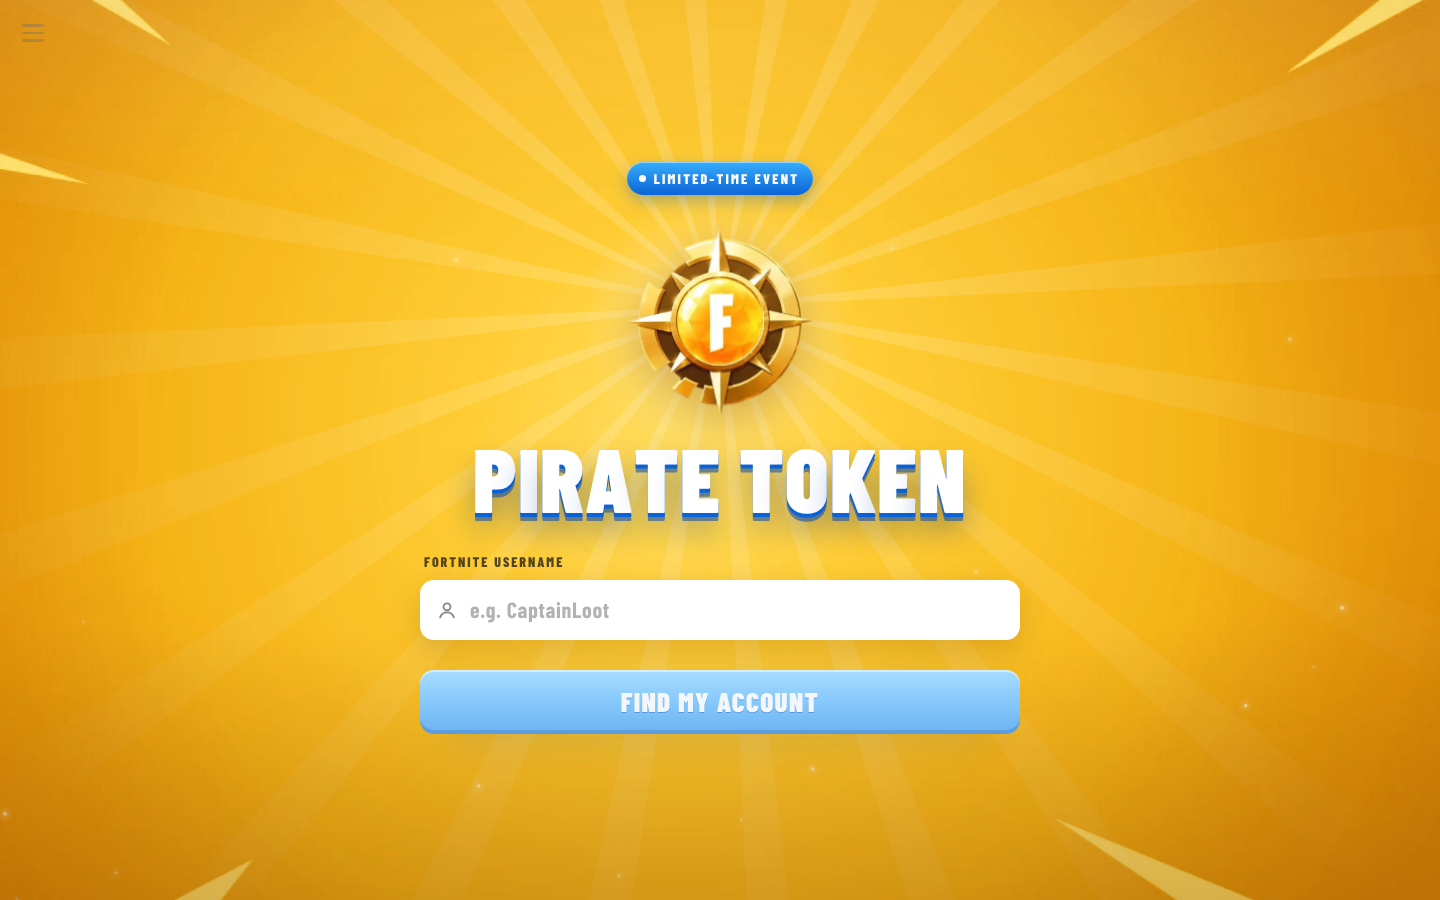 LIMITED-TIME EVENT
F
PIRATE TOKEN
FORTNITE USERNAME
e.g. CaptainLoot
FIND MY ACCOUNT